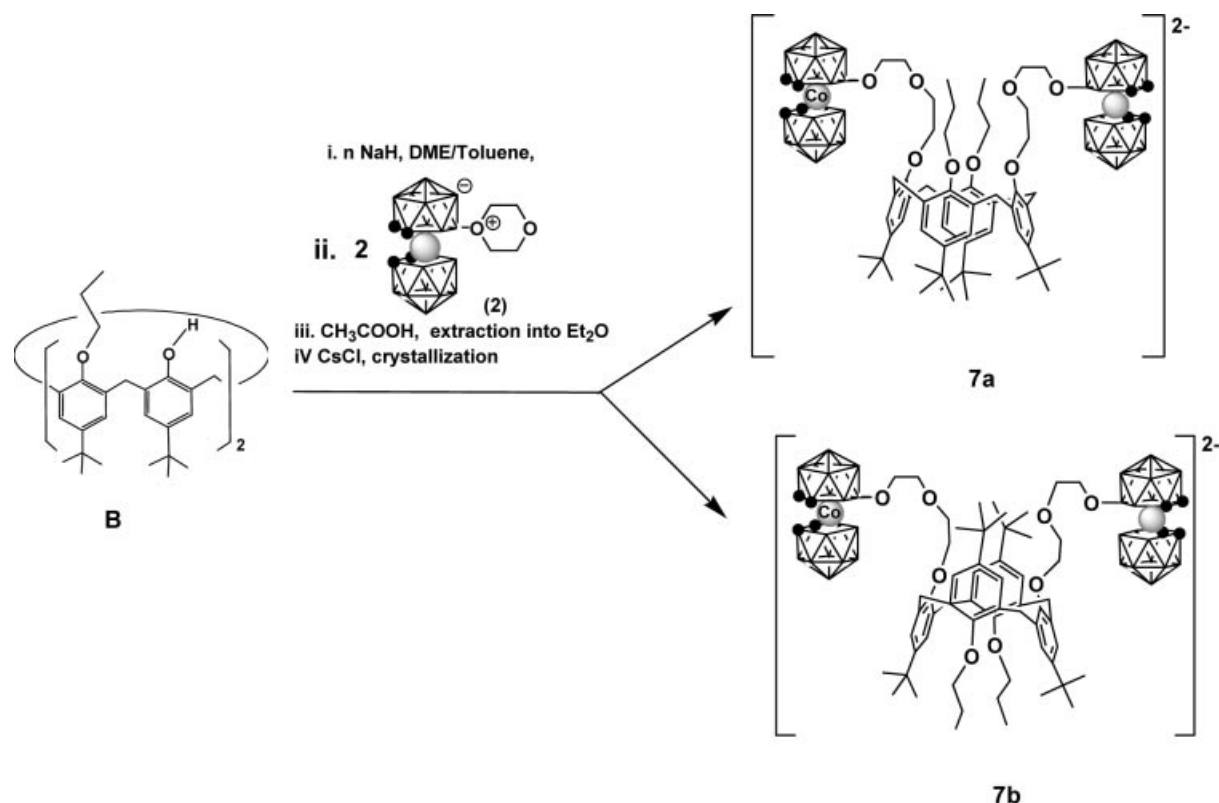 i. n NaH, DME/Toluene,
ii. 2
O
O
(2)
iii. CH₃COOH, extraction into Et₂O
iV CsCl, crystallization
H
O
O
2
B
2-
Co
O
O
O
O
O
O
O
O
7a
2-
Co
O
O
O
O
O
O
O
O
7b